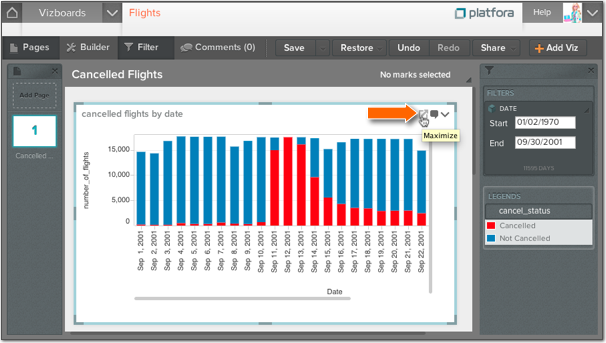 Vizboards
Flights
platfora
Help
Pages
Builder
Filter
Comments (0)
Save
Restore
Undo
Redo
Share
Add Viz
Add Page
1
Cancelled ...
Cancelled Flights
No marks selected
cancelled flights by date
Maximize
number_of_flights
15,000
10,000
5,000
0
Sep 1, 2001
Sep 2, 2001
Sep 3, 2001
Sep 4, 2001
Sep 5, 2001
Sep 6, 2001
Sep 7, 2001
Sep 8, 2001
Sep 9, 2001
Sep 10, 2001
Sep 11, 2001
Sep 12, 2001
Sep 13, 2001
Sep 14, 2001
Sep 15, 2001
Sep 16, 2001
Sep 17, 2001
Sep 18, 2001
Sep 19, 2001
Sep 20, 2001
Sep 21, 2001
Sep 22, 2001
Date
FILTERS
DATE
Start 01/02/1970
End 09/30/2001
DAYS
LEGENDS
cancel_status
Cancelled
Not Cancelled